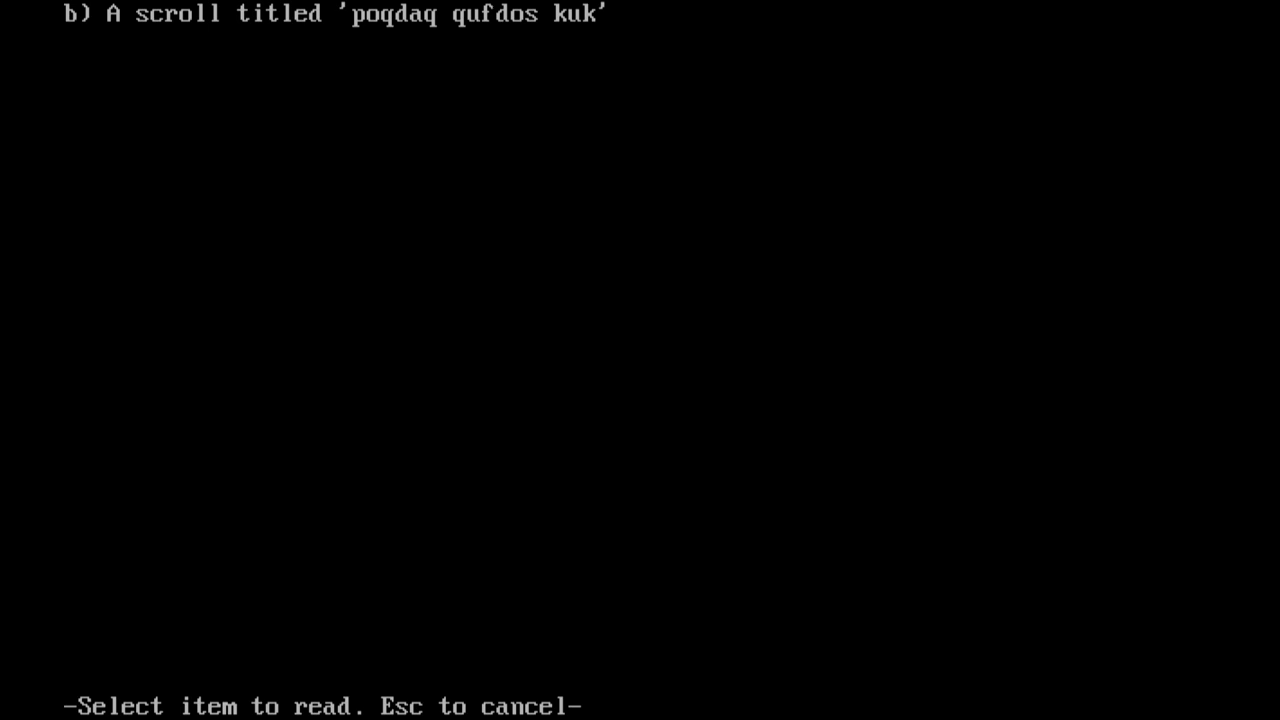 b) A scroll titled 'poqdaq qufdos kuk'
-Select item to read. Esc to cancel-